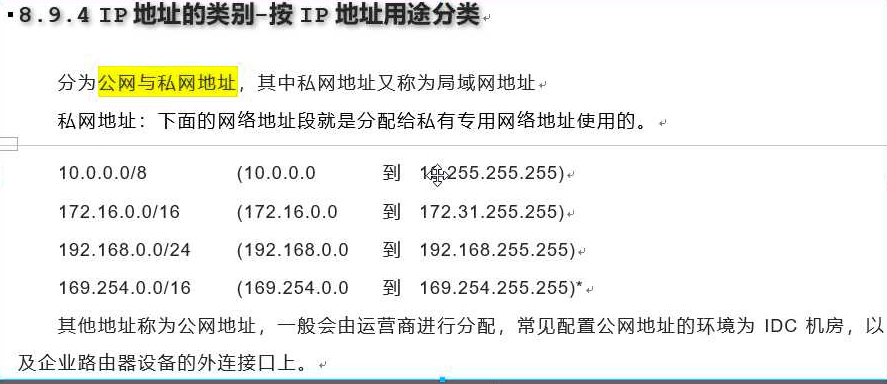 8.9.4 IP 地址的类别-按 IP 地址用途分类
分为公网与私网地址，其中私网地址又称为局域网地址
私网地址：下面的网络地址段就是分配给私有专用网络地址使用的。
10.0.0.0/8 (10.0.0.0 到 10.255.255.255)
172.16.0.0/16 (172.16.0.0 到 172.31.255.255)
192.168.0.0/24 (192.168.0.0 到 192.168.255.255)
169.254.0.0/16 (169.254.0.0 到 169.254.255.255)*
其他地址称为公网地址，一般会由运营商进行分配，常见配置公网地址的环境为 IDC 机房，以
及企业路由器设备的外连接口上。